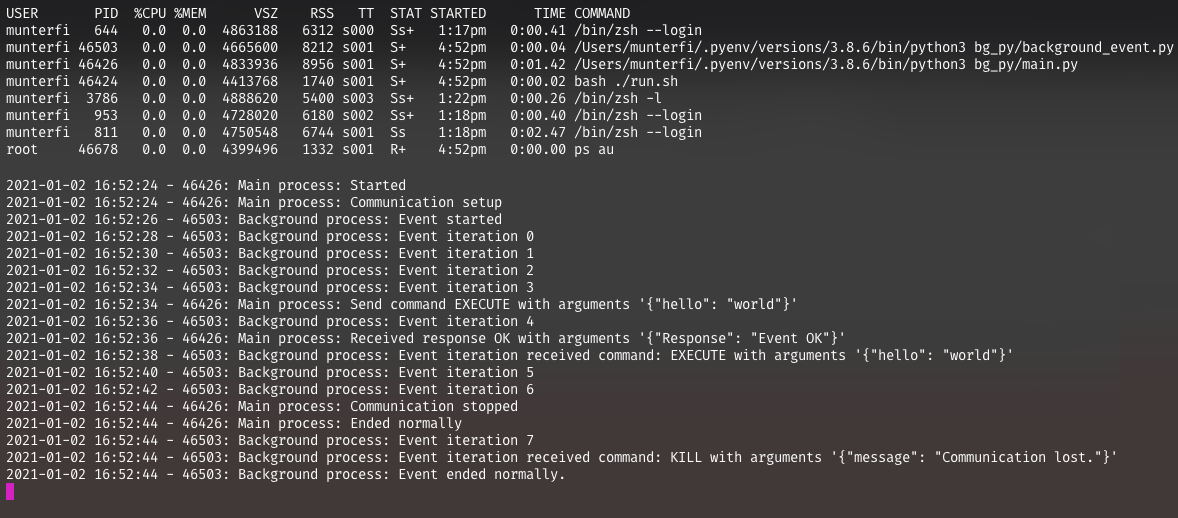 USER       PID  %CPU %MEM      VSZ    RSS   TT  STAT STARTED      TIME COMMAND
munterfi   644   0.0  0.0  4863188   6312 s000  Ss+   1:17pm   0:00.41 /bin/zsh --login
munterfi 46503   0.0  0.0  4665600   8212 s001  S+    4:52pm   0:00.04 /Users/munterfi/.pyenv/versions/3.8.6/bin/python3 bg_py/background_event.py
munterfi 46426   0.0  0.0  4833936   8956 s001  S+    4:52pm   0:01.42 /Users/munterfi/.pyenv/versions/3.8.6/bin/python3 bg_py/main.py
munterfi 46424   0.0  0.0  4413768   1740 s001  S+    4:52pm   0:00.02 bash ./run.sh
munterfi  3786   0.0  0.0  4888620   5400 s003  Ss+   1:22pm   0:00.26 /bin/zsh -l
munterfi   953   0.0  0.0  4728020   6180 s002  Ss+   1:18pm   0:00.40 /bin/zsh --login
munterfi   811   0.0  0.0  4750548   6744 s001  Ss    1:18pm   0:02.47 /bin/zsh --login
root     46678   0.0  0.0  4399496   1332 s001  R+    4:52pm   0:00.00 ps au
2021-01-02 16:52:24 - 46426: Main process: Started
2021-01-02 16:52:24 - 46426: Main process: Communication setup
2021-01-02 16:52:26 - 46503: Background process: Event started
2021-01-02 16:52:28 - 46503: Background process: Event iteration 0
2021-01-02 16:52:30 - 46503: Background process: Event iteration 1
2021-01-02 16:52:32 - 46503: Background process: Event iteration 2
2021-01-02 16:52:34 - 46503: Background process: Event iteration 3
2021-01-02 16:52:34 - 46426: Main process: Send command EXECUTE with arguments '{"hello": "world"}'
2021-01-02 16:52:36 - 46503: Background process: Event iteration 4
2021-01-02 16:52:36 - 46426: Main process: Received response OK with arguments '{"Response": "Event OK"}'
2021-01-02 16:52:38 - 46503: Background process: Event iteration received command: EXECUTE with arguments '{"hello": "world"}'
2021-01-02 16:52:40 - 46503: Background process: Event iteration 5
2021-01-02 16:52:42 - 46503: Background process: Event iteration 6
2021-01-02 16:52:44 - 46426: Main process: Communication stopped
2021-01-02 16:52:44 - 46426: Main process: Ended normally
2021-01-02 16:52:44 - 46503: Background process: Event iteration 7
2021-01-02 16:52:44 - 46503: Background process: Event iteration received command: KILL with arguments '{"message": "Communication lost."}'
2021-01-02 16:52:44 - 46503: Background process: Event ended normally.